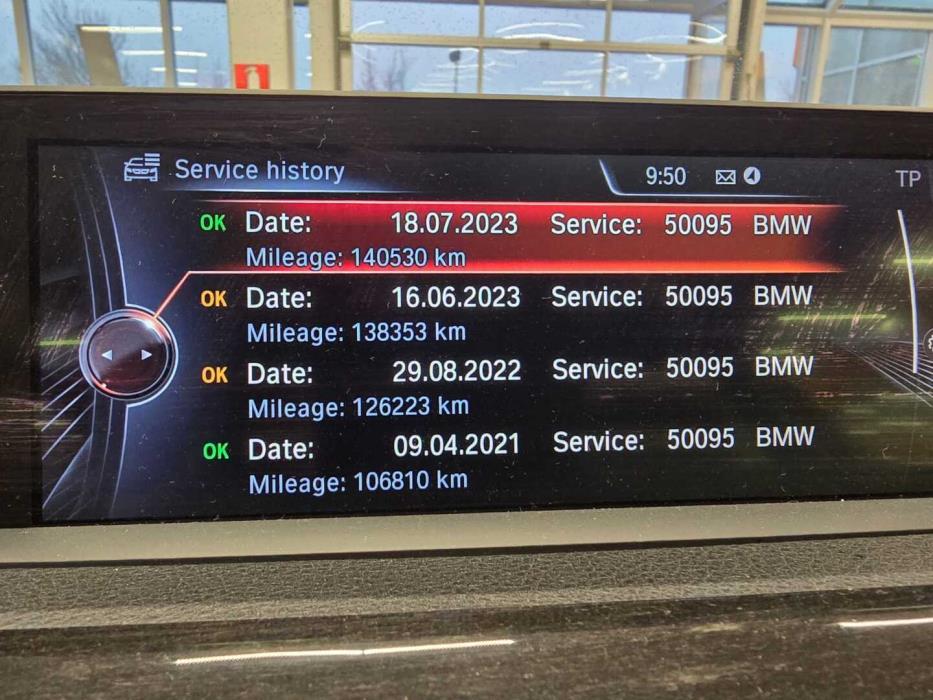 Service history 9:50 TP
OK Date: 18.07.2023 Service: 50095 BMW
Mileage: 140530 km
OK Date: 16.06.2023 Service: 50095 BMW
Mileage: 138353 km
OK Date: 29.08.2022 Service: 50095 BMW
Mileage: 126223 km
OK Date: 09.04.2021 Service: 50095 BMW
Mileage: 106810 km